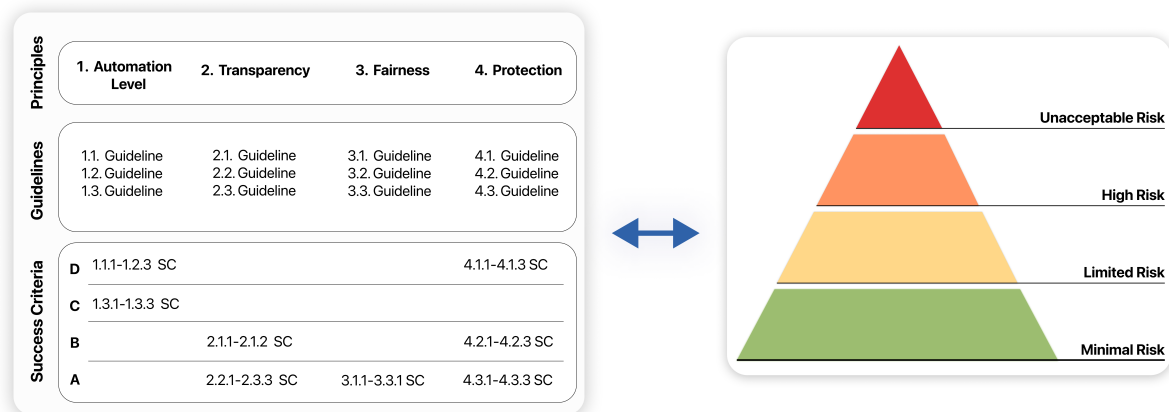 Principles
1. Automation Level
2. Transparency
3. Fairness
4. Protection
Guidelines
1.1. Guideline
1.2. Guideline
1.3. Guideline
2.1. Guideline
2.2. Guideline
2.3. Guideline
3.1. Guideline
3.2. Guideline
3.3. Guideline
4.1. Guideline
4.2. Guideline
4.3. Guideline
Success Criteria
D 1.1.1-1.2.3 SC 4.1.1-4.1.3 SC
C 1.3.1-1.3.3 SC
B 2.1.1-2.1.2 SC 4.2.1-4.2.3 SC
A 2.2.1-2.3.3 SC 3.1.1-3.3.1 SC 4.3.1-4.3.3 SC
Unacceptable Risk
High Risk
Limited Risk
Minimal Risk